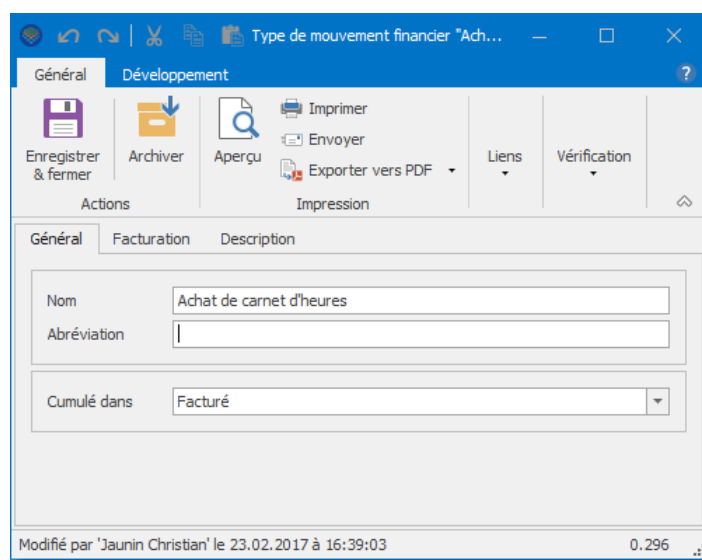 Type de mouvement financier "Ach...
Général Développement
Enregistrer & fermer
Archiver
Aperçu
Imprimer
Envoyer
Exporter vers PDF
Liens
Vérification
Actions Impression
Général Facturation Description
Nom Achat de carnet d'heures
Abréviation
Cumulé dans Facturé
Modifié par 'Jaunin Christian' le 23.02.2017 à 16:39:03 0.296